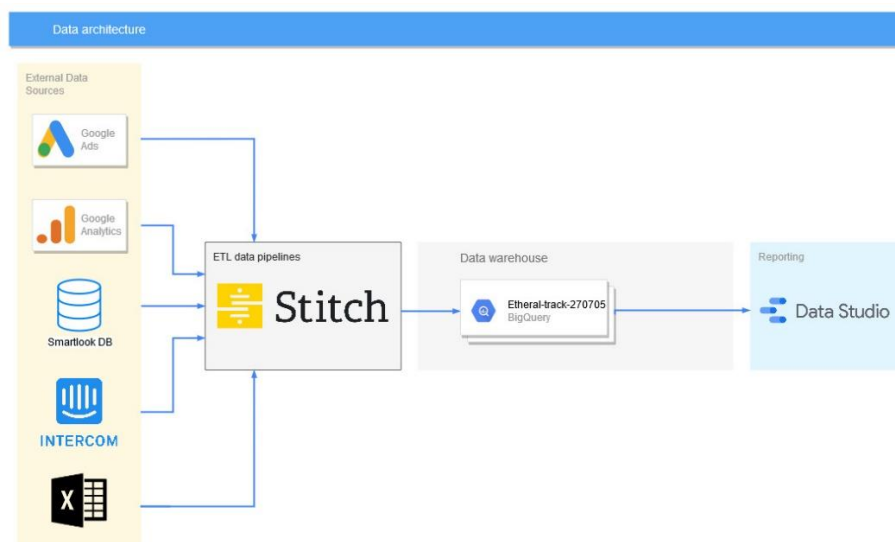 Data architecture
External Data
Sources
Google
Ads
Google
Analytics
Smartlook DB
INTERCOM
X
ETL data pipelines
Stitch
Data warehouse
Etheral-track-270705
BigQuery
Reporting
Data Studio